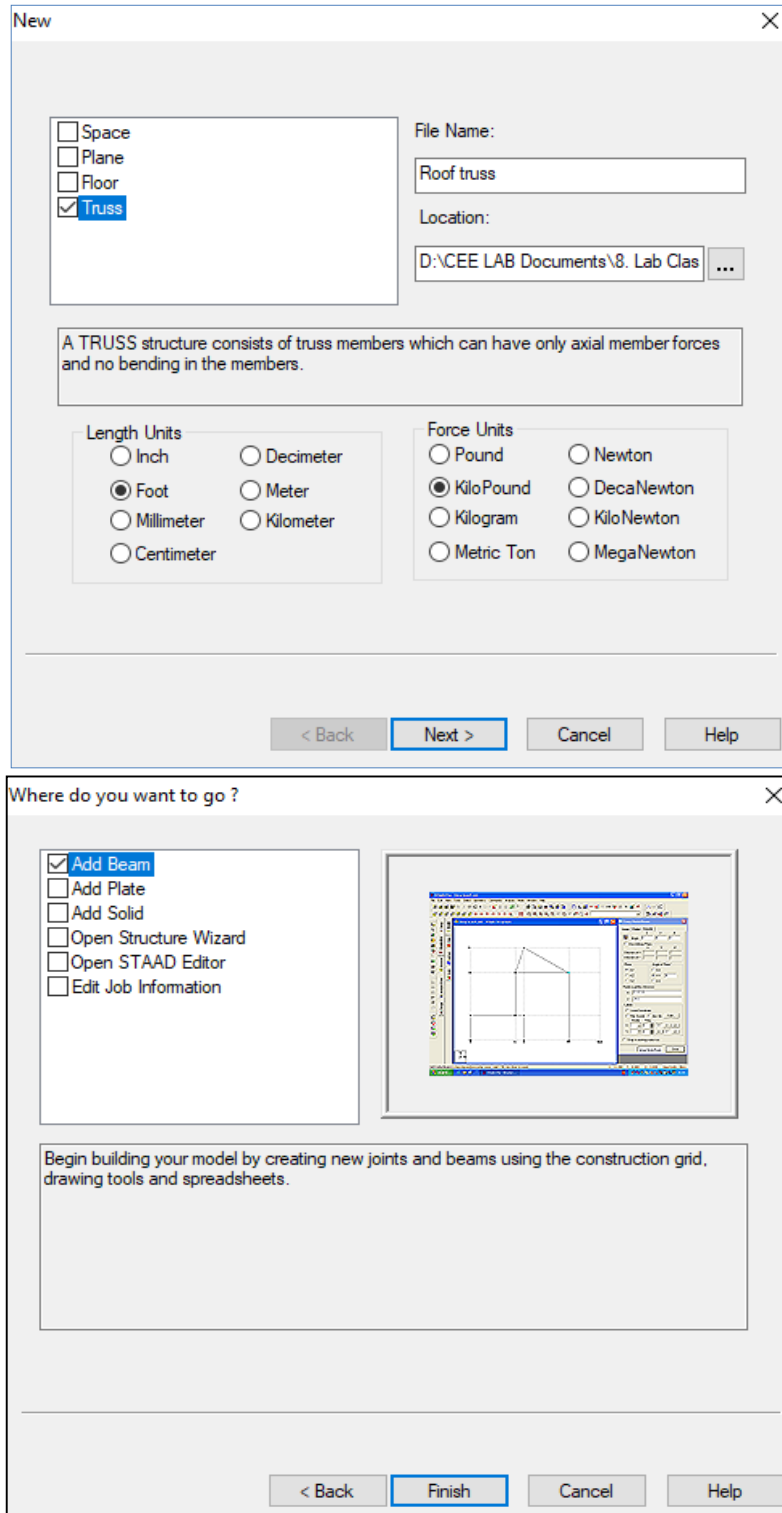 New
Space
Plane
Floor
Truss
File Name:
Roof truss
Location:
D:\CEE LAB Documents\8. Lab Clas
...
A TRUSS structure consists of truss members which can have only axial member forces
and no bending in the members.
Length Units
Inch
Decimeter
Foot
Meter
Millimeter
Kilometer
Centimeter
Force Units
Pound
Newton
KiloPound
DecaNewton
Kilogram
KiloNewton
Metric Ton
MegaNewton
< Back
Next >
Cancel
Help
Where do you want to go ?
Add Beam
Add Plate
Add Solid
Open Structure Wizard
Open STAAD Editor
Edit Job Information
Begin building your model by creating new joints and beams using the construction grid,
drawing tools and spreadsheets.
< Back
Finish
Cancel
Help